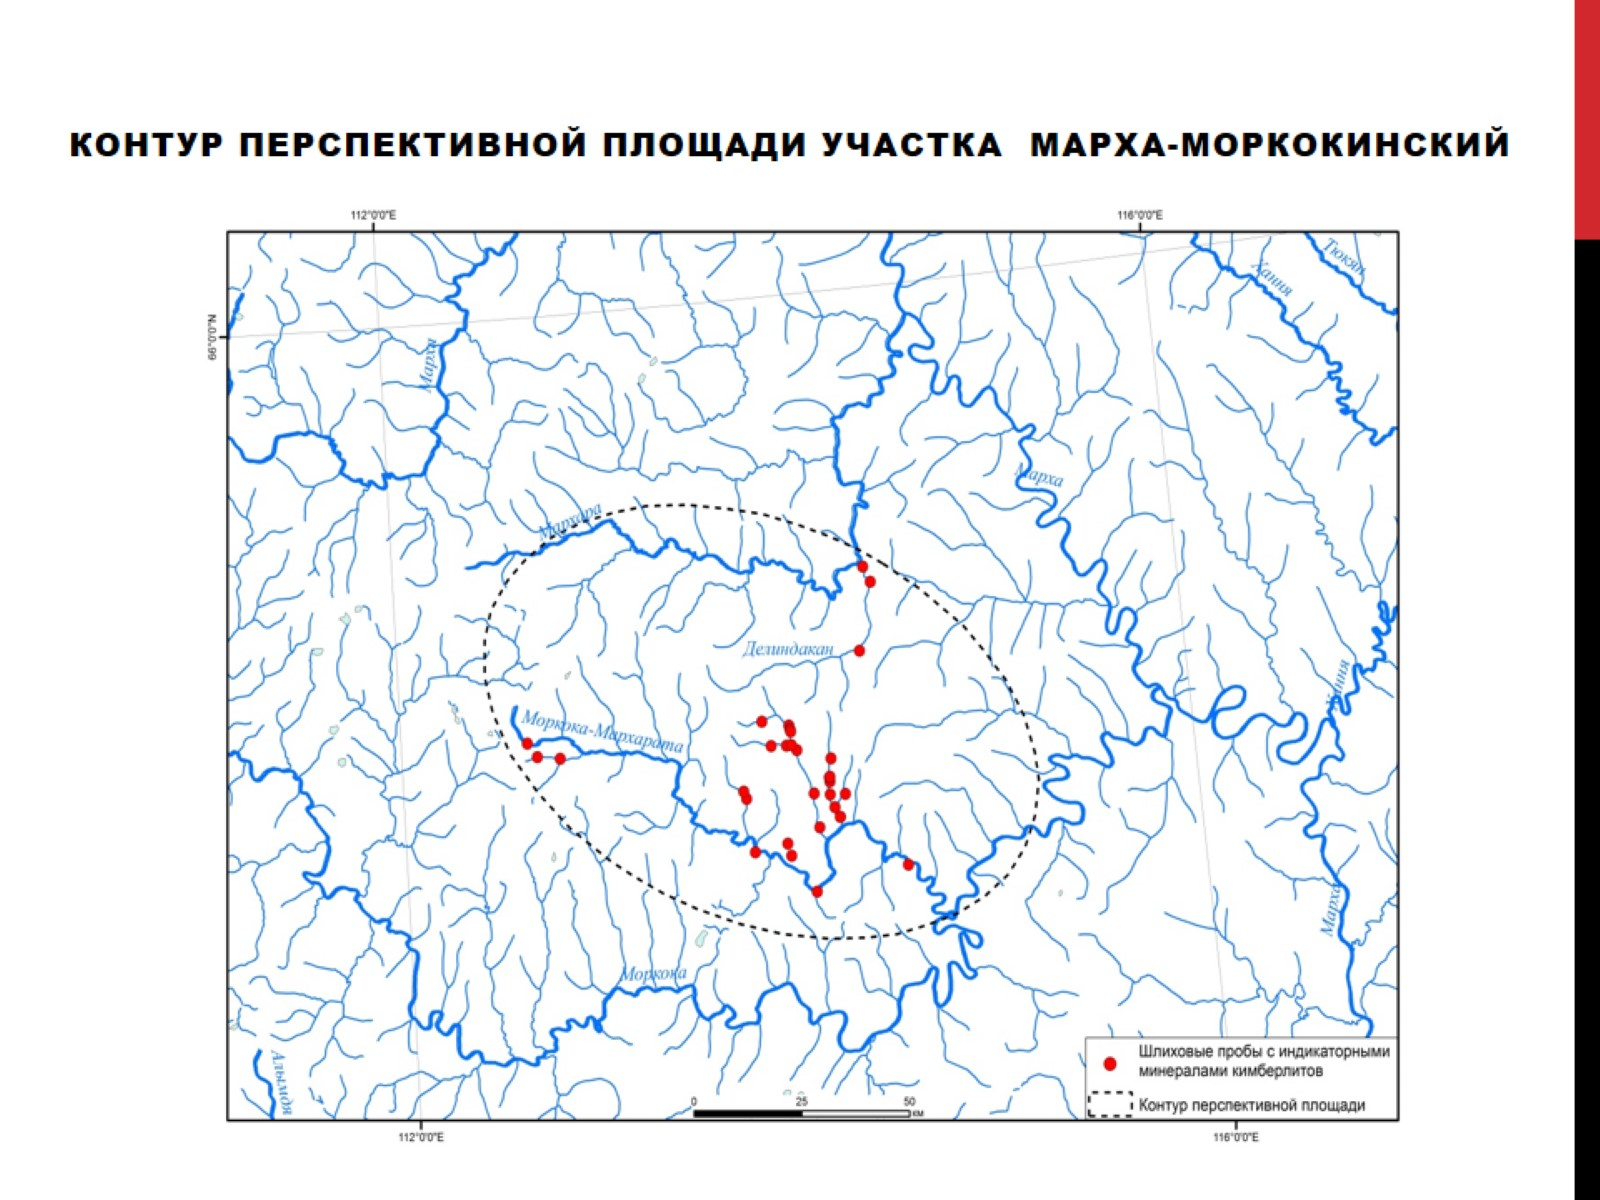 КОНТУР ПЕРСПЕКТИВНОЙ ПЛОЩАДИ УЧАСТКА МАРХА-МОРКОКИНСКИЙ
112°0'0"E
116°0'0"E
66°0'0"N
Тюкян
Хання
Марха
Марха
Мархара
Делиндакан
Хання
Моркока-Мархарата
Марха
Моркока
Алымдя
0 25 50
км
Шлиховые пробы с индикаторными
минералами кимберлитов
Контур перспективной площади
112°0'0"E
116°0'0"E